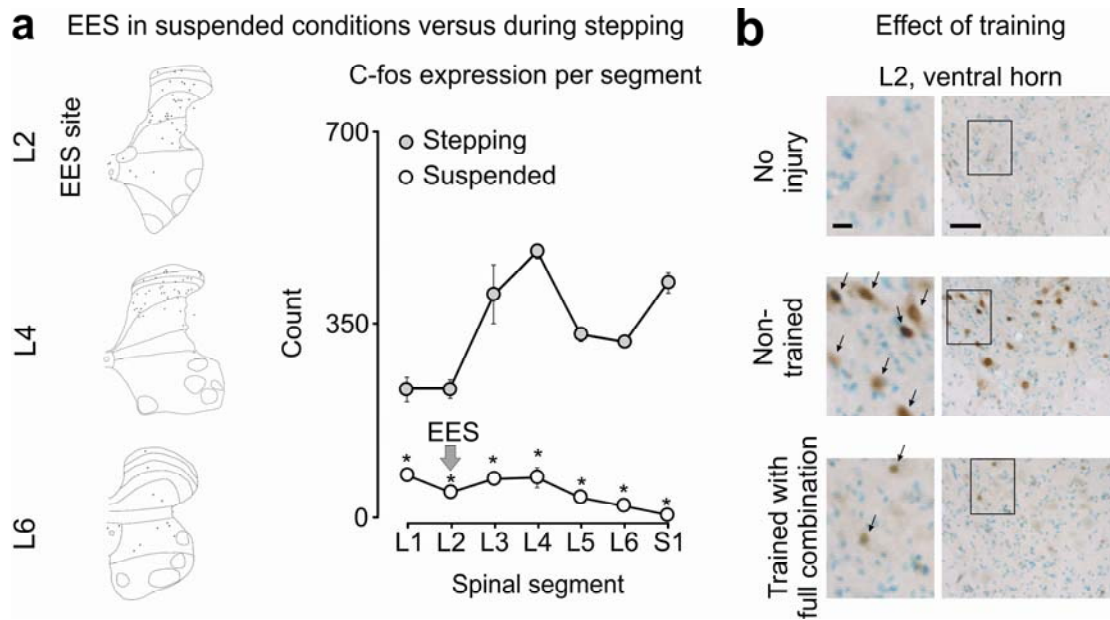 a EES in suspended conditions versus during stepping
L2
EES site
L4
L6
C-fos expression per segment
700
350
0
Count
Stepping
Suspended
EES
* * * * * * *
L1 L2 L3 L4 L5 L6 S1
Spinal segment
b Effect of training
L2, ventral horn
No
injury
Non-
trained
Trained with
full combination